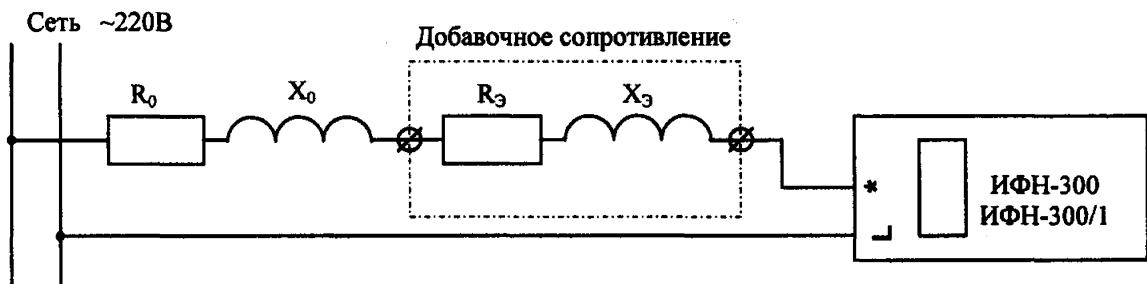 Сеть ~220В
Добавочное сопротивление
R₀
X₀
RЭ
XЭ
*
L
ИФН-300
ИФН-300/1